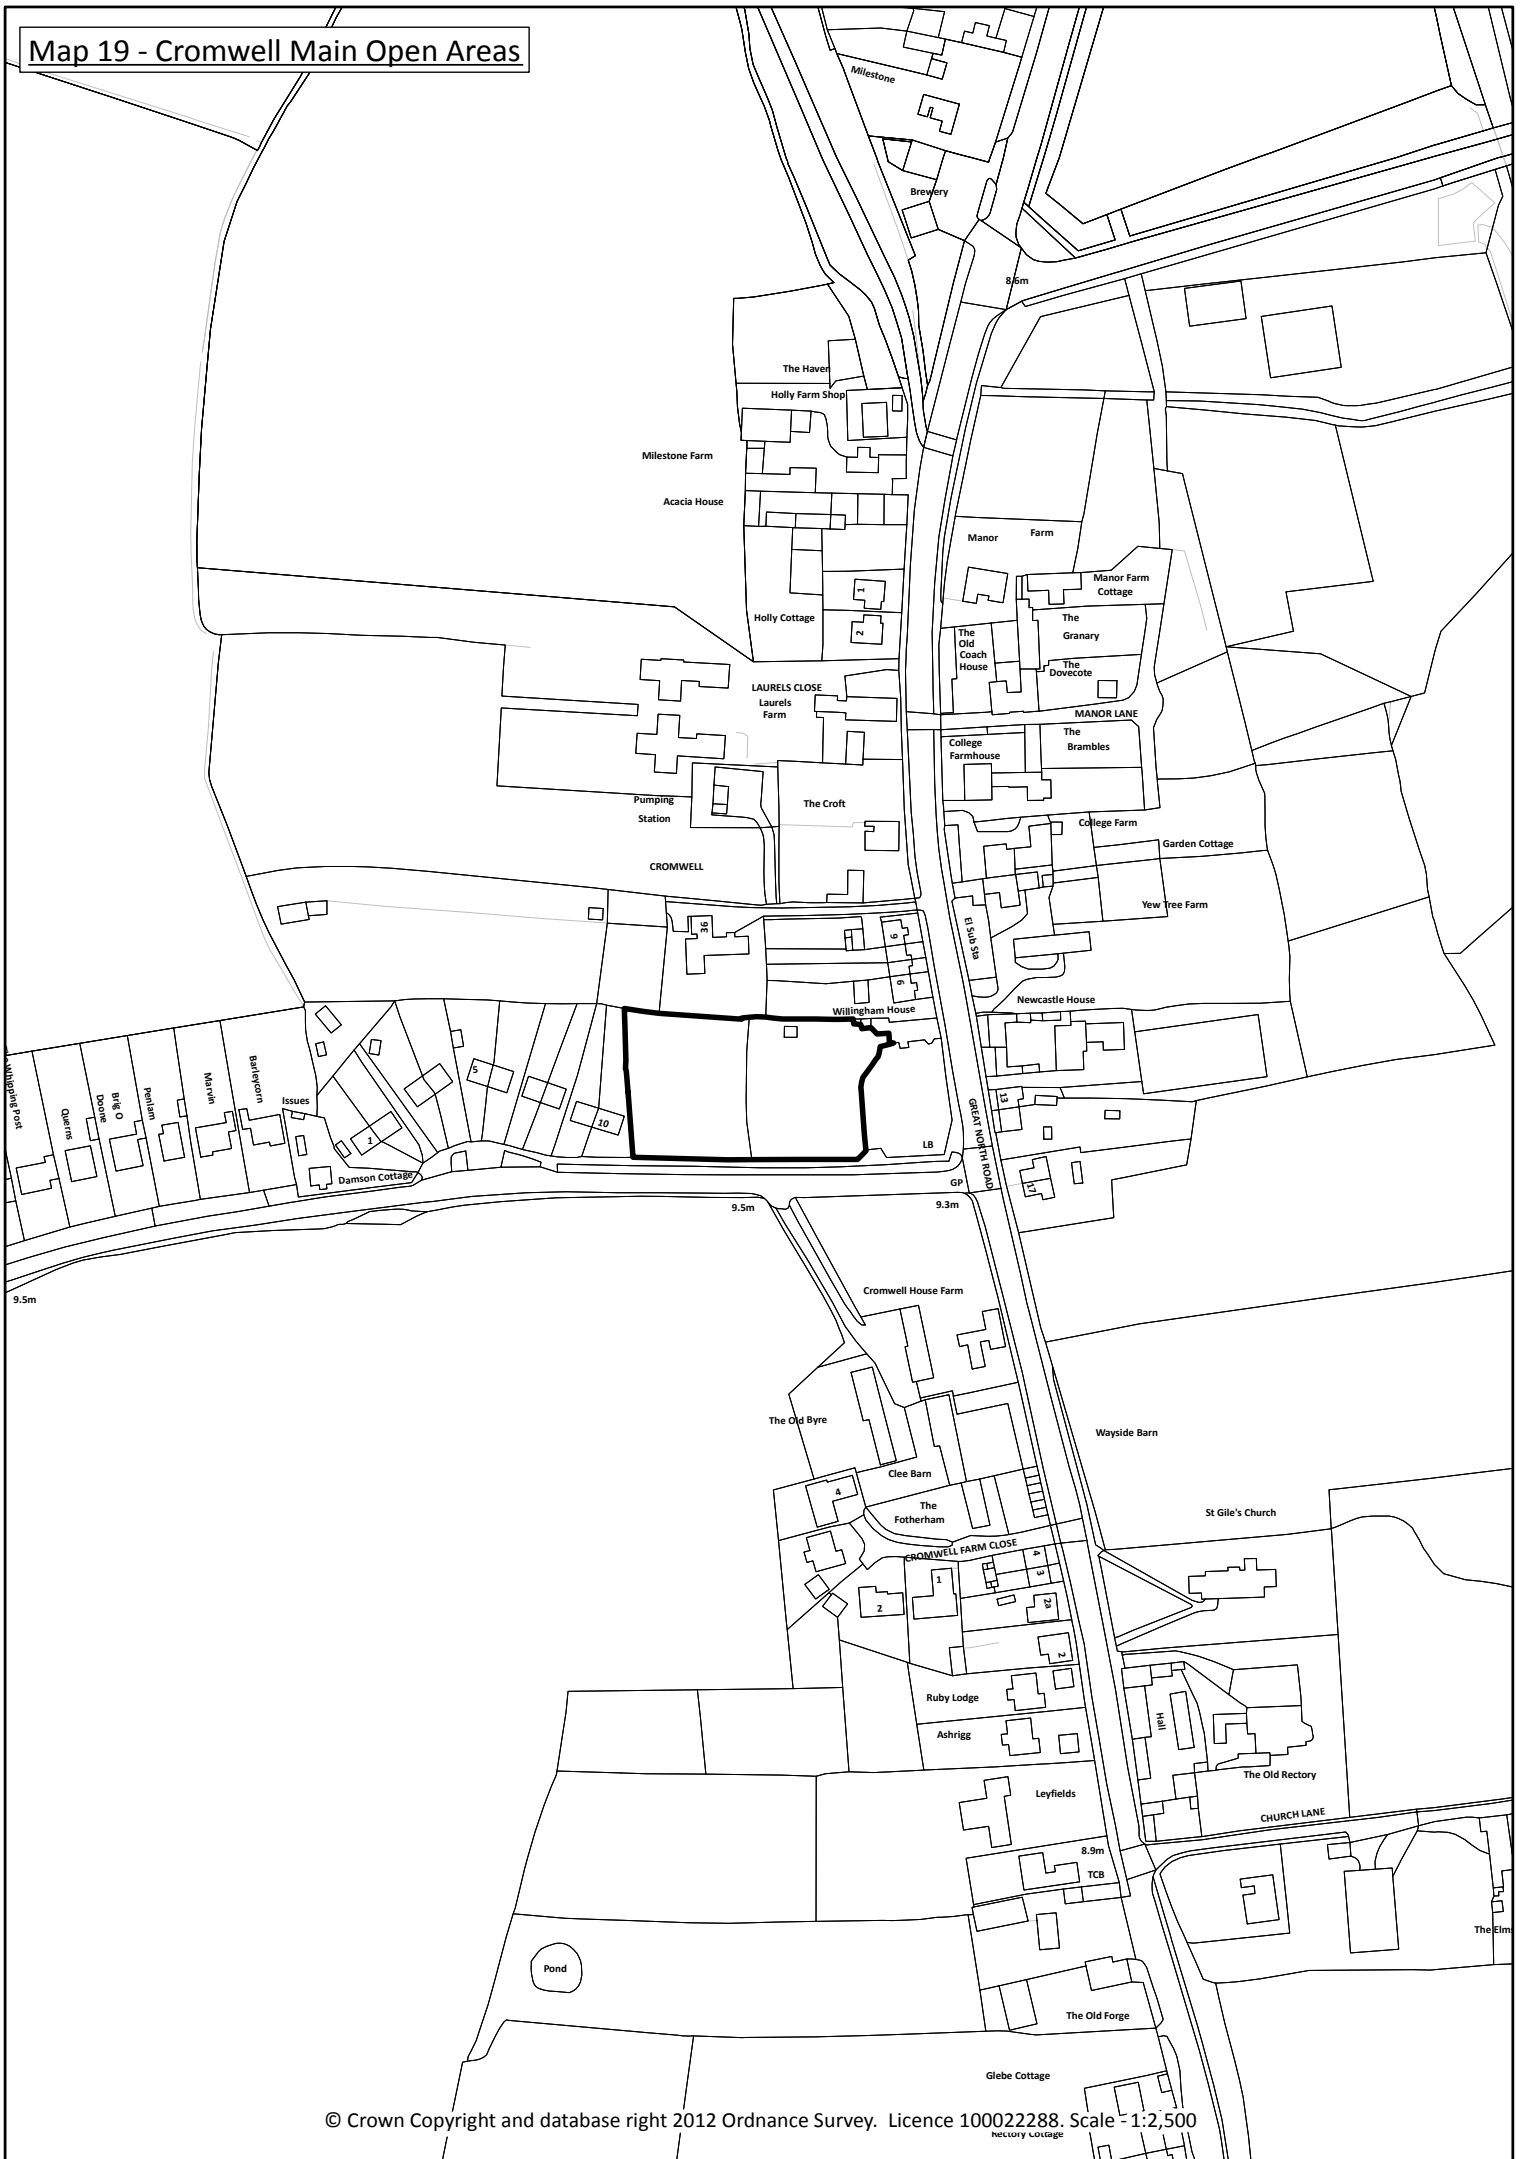 Map 19 - Cromwell Main Open Areas
Milestone
Brewery
8.6m
The Haven
Holly Farm Shop
Milestone Farm
Acacia House
Manor Farm
Manor Farm
Cottage
1
2
Holly Cottage
The
Granary
The
Old
Coach
House
The
Dovecote
LAURELS CLOSE
Laurels
Farm
MANOR LANE
College
Farmhouse
The
Brambles
Pumping
Station
The Croft
College Farm
Garden Cottage
CROMWELL
Yew Tree Farm
36
9
6
El Sub Sta
Willingham House
Newcastle House
Whipping Post
Querns
Brig O
Doone
Penlam
Marvin
Barleycorn
Issues
1
5
10
Damson Cottage
LB
GP
GREAT NORTH ROAD
13
17
9.5m
9.3m
9.5m
Cromwell House Farm
The Old Byre
Wayside Barn
Clee Barn
4
The
Fotherham
St Gile's Church
CROMWELL FARM CLOSE
4
3
1
2
2a
2
Ruby Lodge
Ashrigg
Hall
The Old Rectory
Leyfields
CHURCH LANE
8.9m
TCB
The Elms
Pond
The Old Forge
Glebe Cottage
© Crown Copyright and database right 2012 Ordnance Survey.  Licence 100022288. Scale - 1:2,500
Rectory Cottage